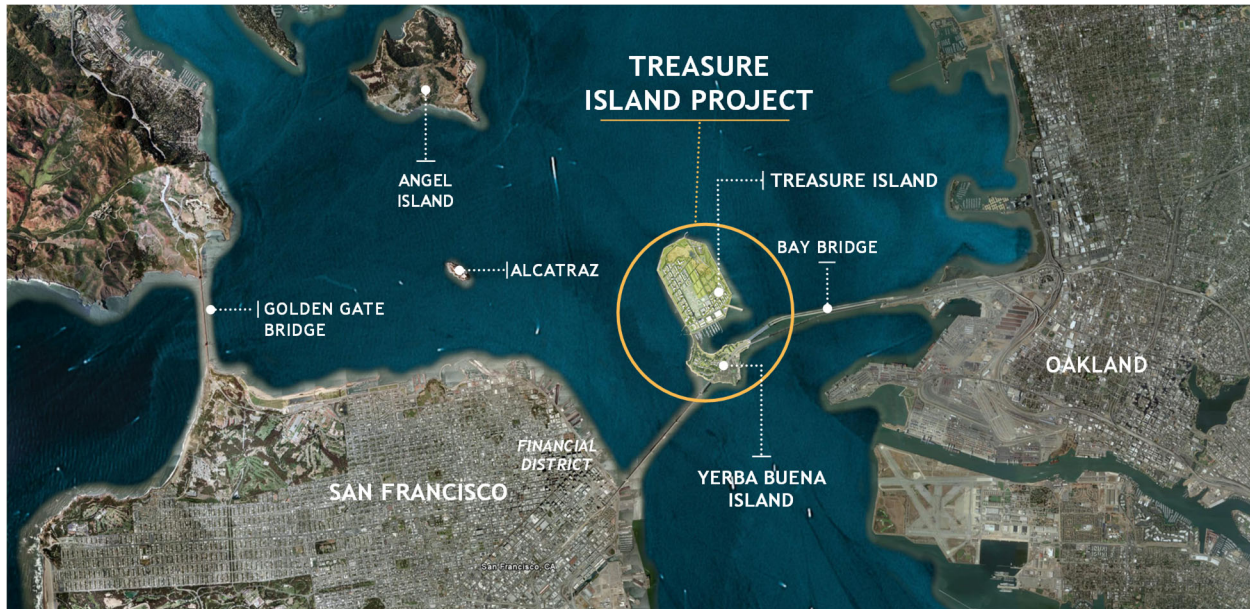 TREASURE
ISLAND PROJECT
ANGEL
ISLAND
TREASURE ISLAND
BAY BRIDGE
ALCATRAZ
GOLDEN GATE
BRIDGE
OAKLAND
FINANCIAL
DISTRICT
SAN FRANCISCO
YERBA BUENA
ISLAND
San Francisco, CA